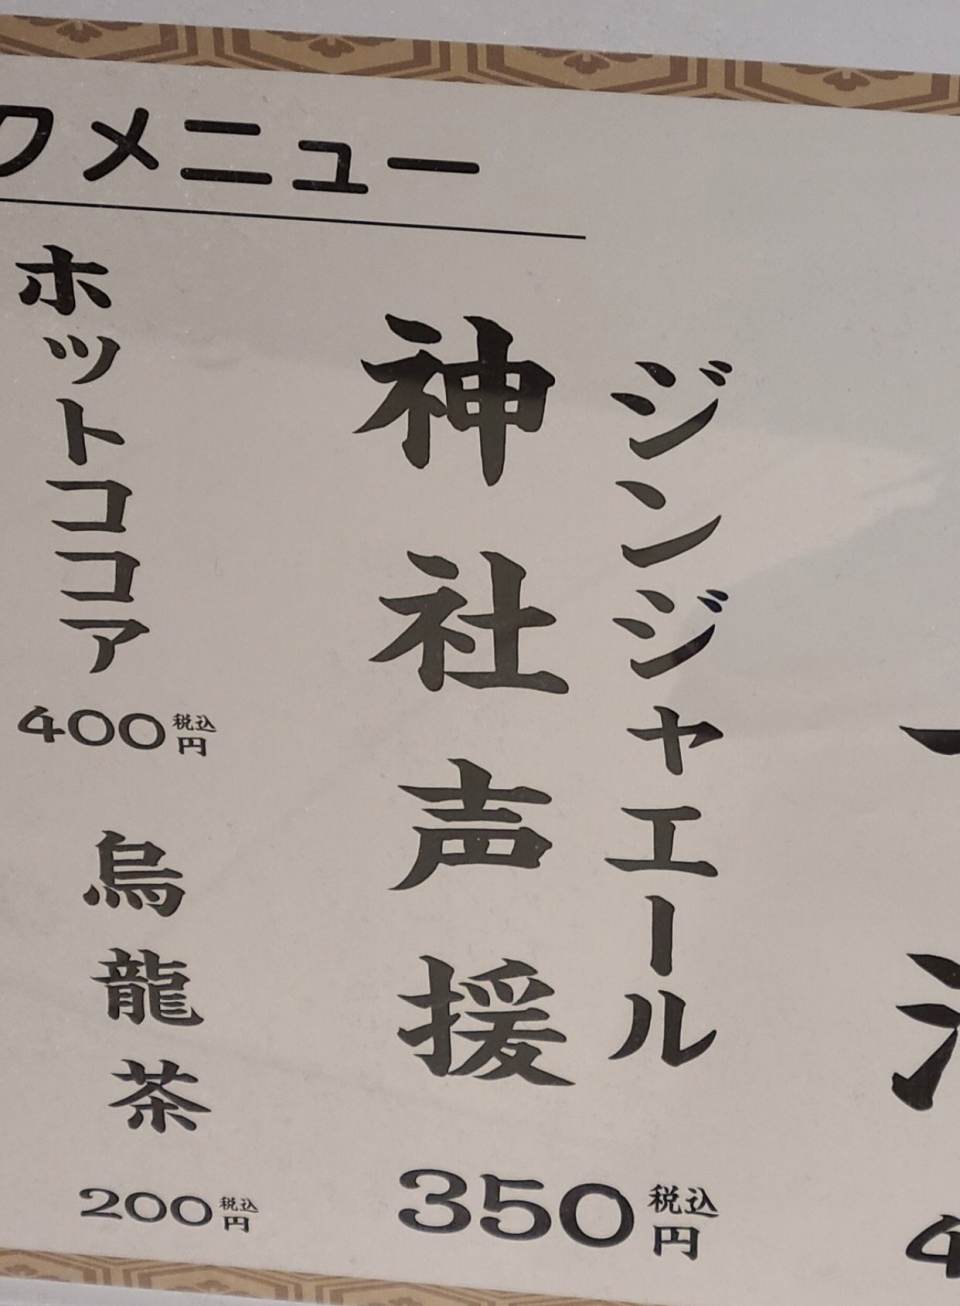 クメニュー
ジンジャエール
神社声援
350税込円
ホットココア
400税込円
烏龍茶
200税込円